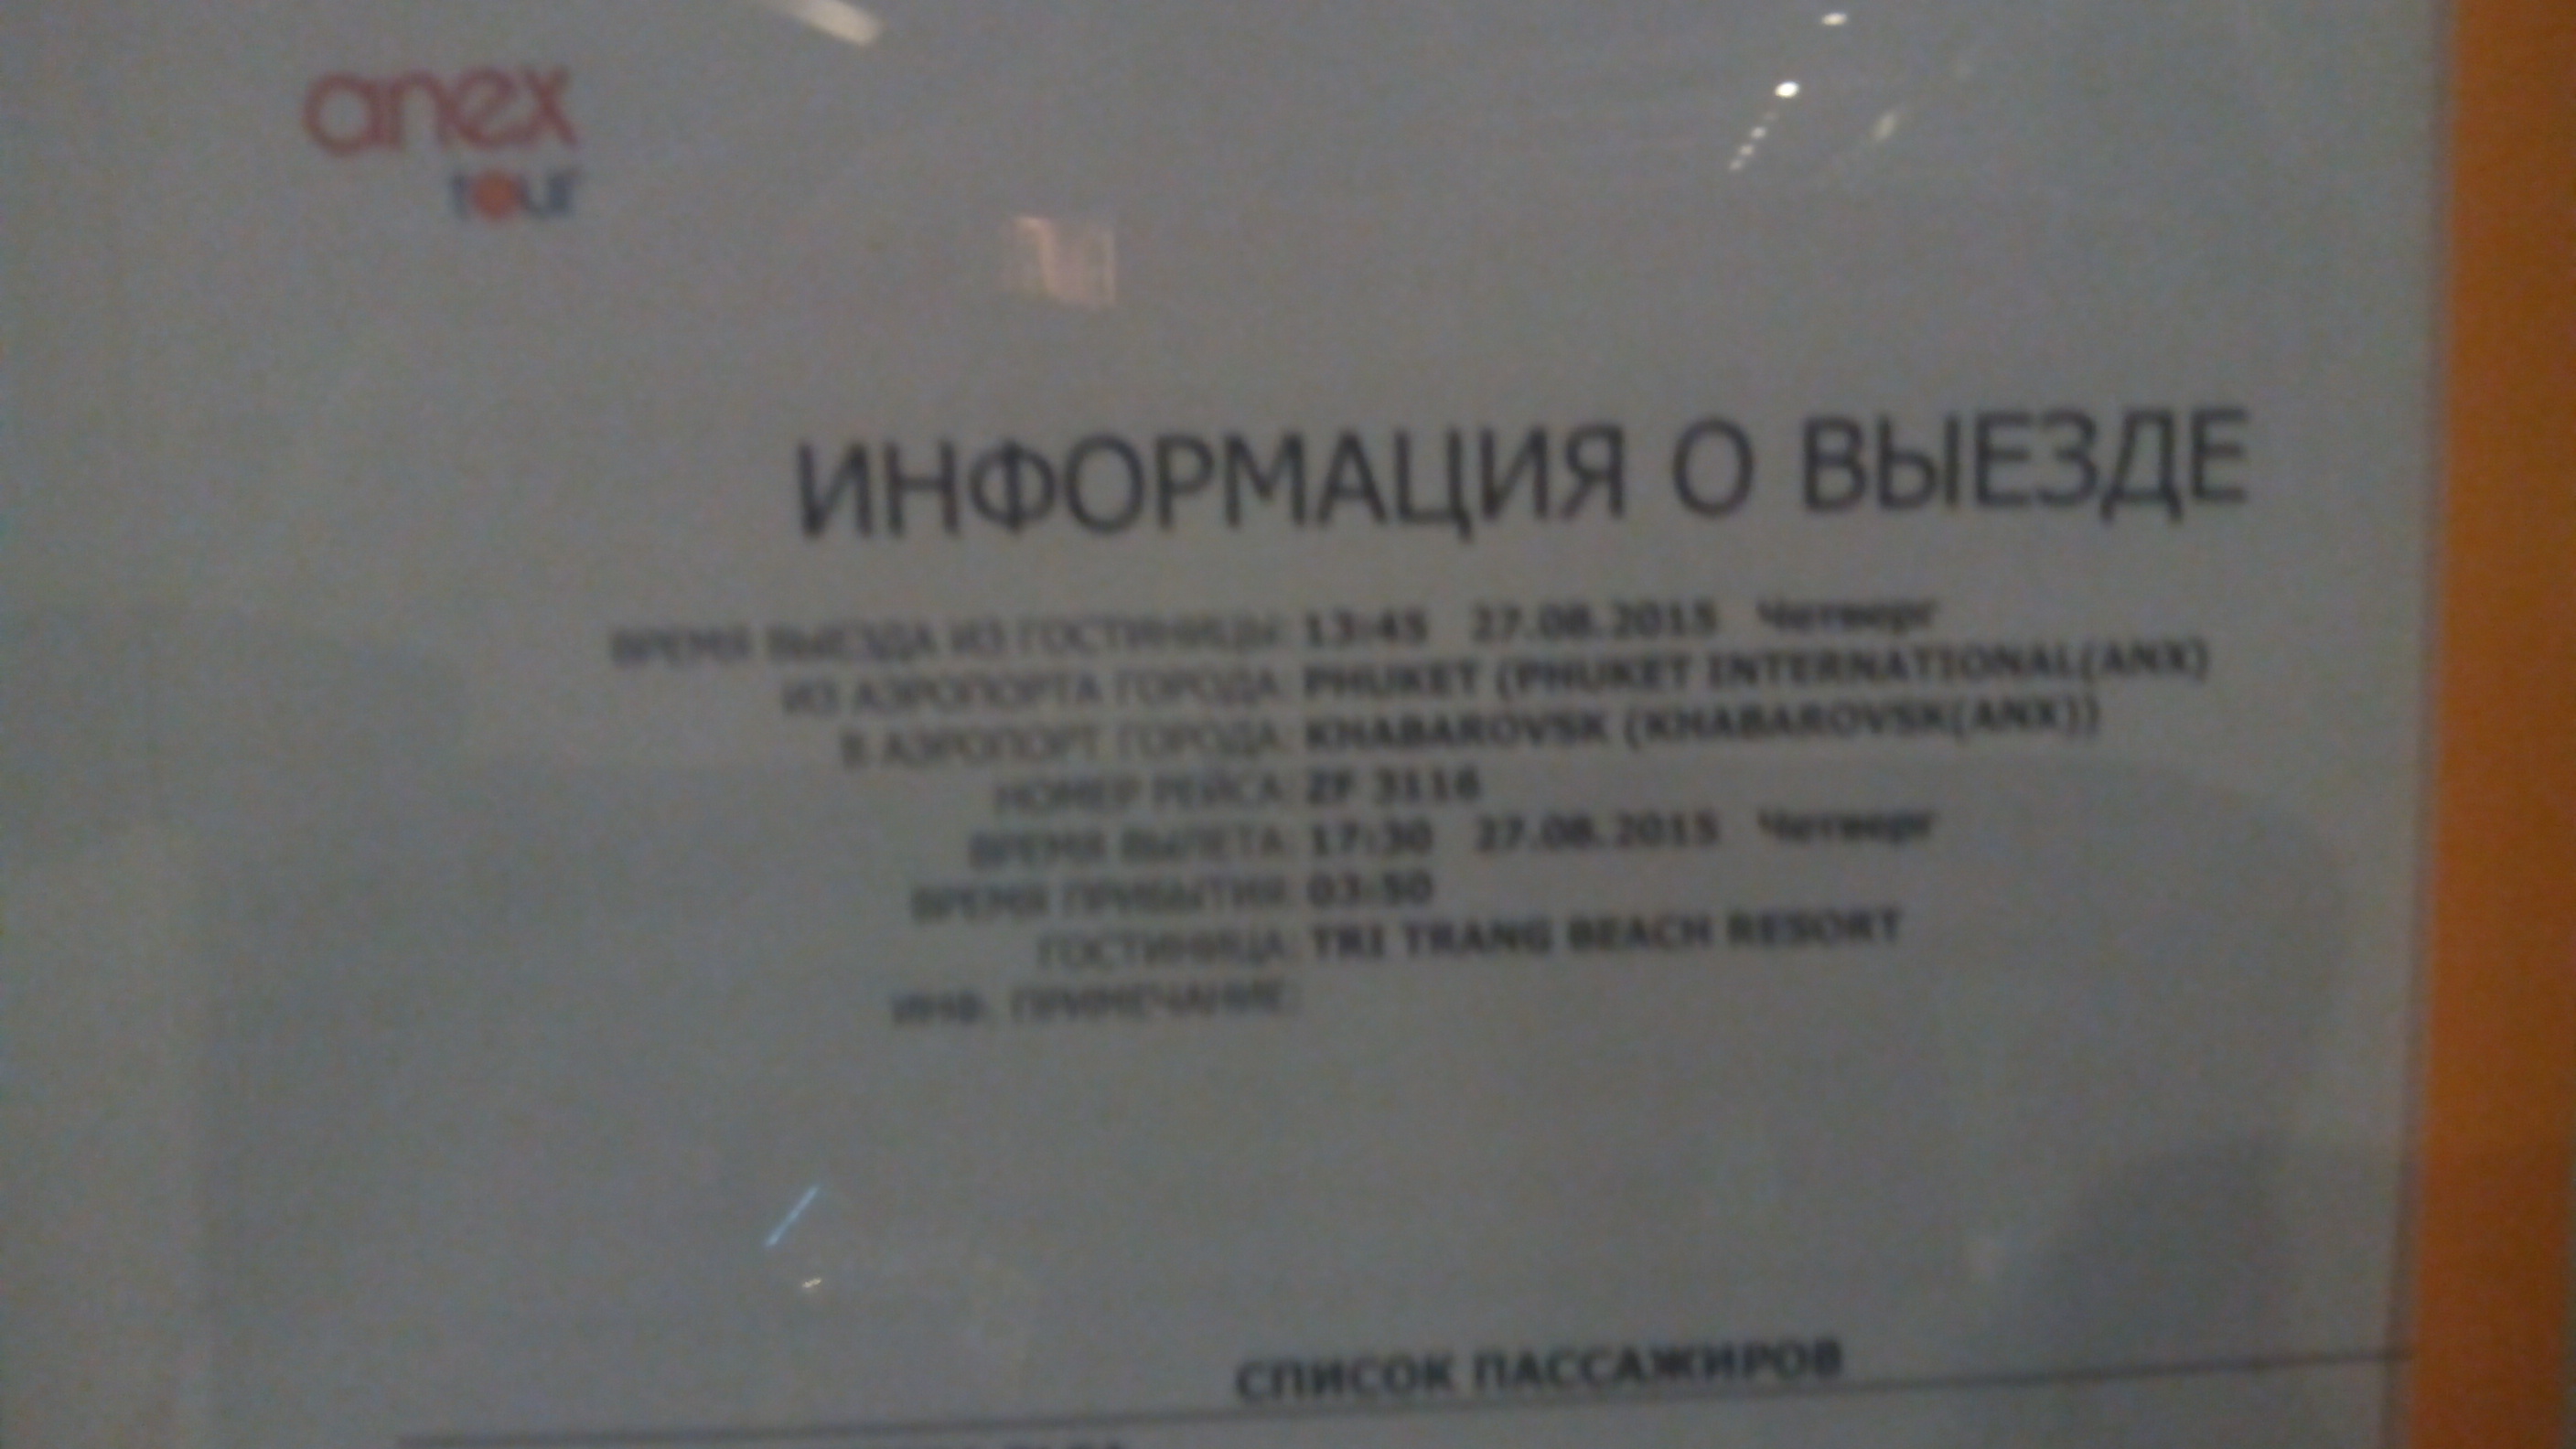 anex
tour
ИНФОРМАЦИЯ О ВЫЕЗДЕ
ВРЕМЯ ВЫЕЗДА ИЗ ГОСТИНИЦЫ: 13:45 27.08.2015 Четверг
ИЗ АЭРОПОРТА ГОРОДА: PHUKET (PHUKET INTERNATIONAL(ANX)
В АЭРОПОРТ ГОРОДА: KHABAROVSK (KHABAROVSK(ANX))
НОМЕР РЕЙСА: ZF 3116
ВРЕМЯ ВЫЛЕТА: 17:30 27.08.2015 Четверг
ВРЕМЯ ПРИБЫТИЯ: 03:50
ГОСТИНИЦА: TRI TRANG BEACH RESORT
ИНФ. ПРИМЕЧАНИЕ:
СПИСОК ПАССАЖИРОВ